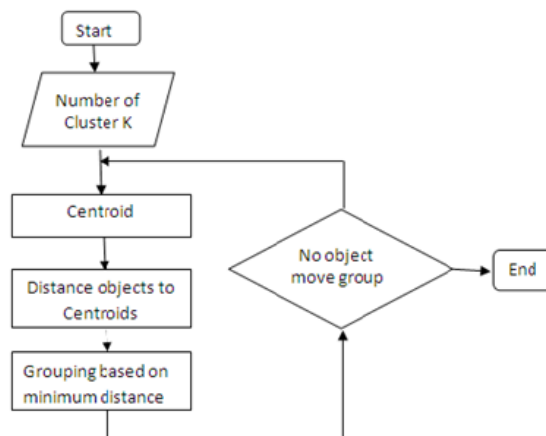 Start
Number of
Cluster K
Centroid
Distance objects to
Centroids
Grouping based on
minimum distance
No object
move group
End